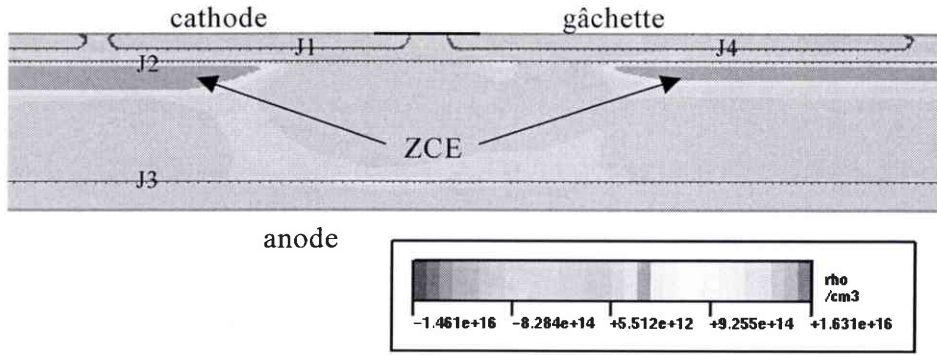 cathode gâchette
J1 J4
J2
ZCE
J3
anode
rho
/cm3
−1.461e+16 −8.284e+14 +5.512e+12 +9.255e+14 +1.631e+16